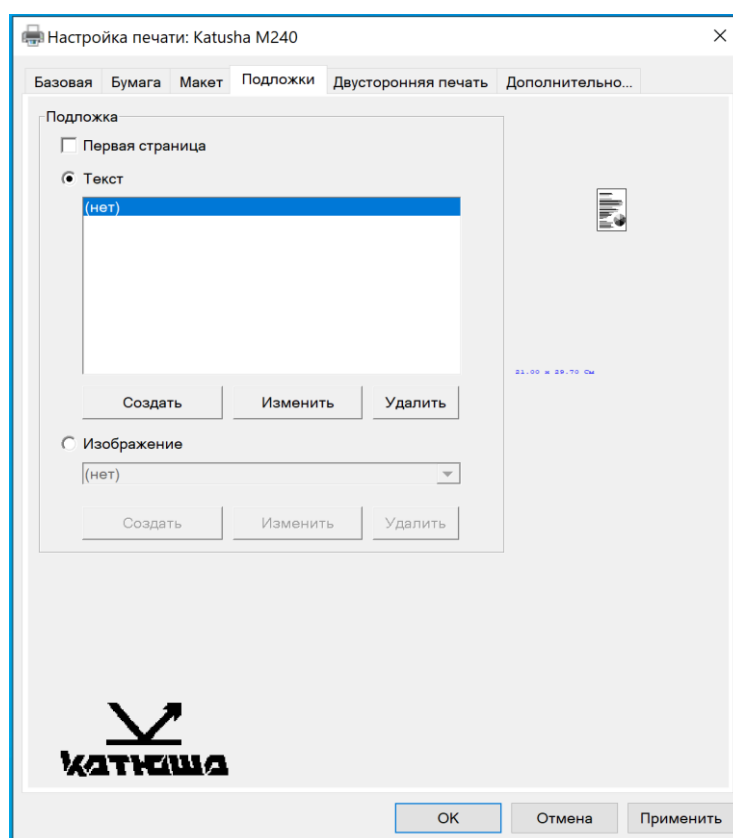 Настройка печати: Katusha M240
Базовая Бумага Макет Подложки Двусторонняя печать Дополнительно...
Подложка
Первая страница
Текст
(нет)
21.00 x 29.70 См
Создать Изменить Удалить
Изображение
(нет)
Создать Изменить Удалить
катюша
OK Отмена Применить